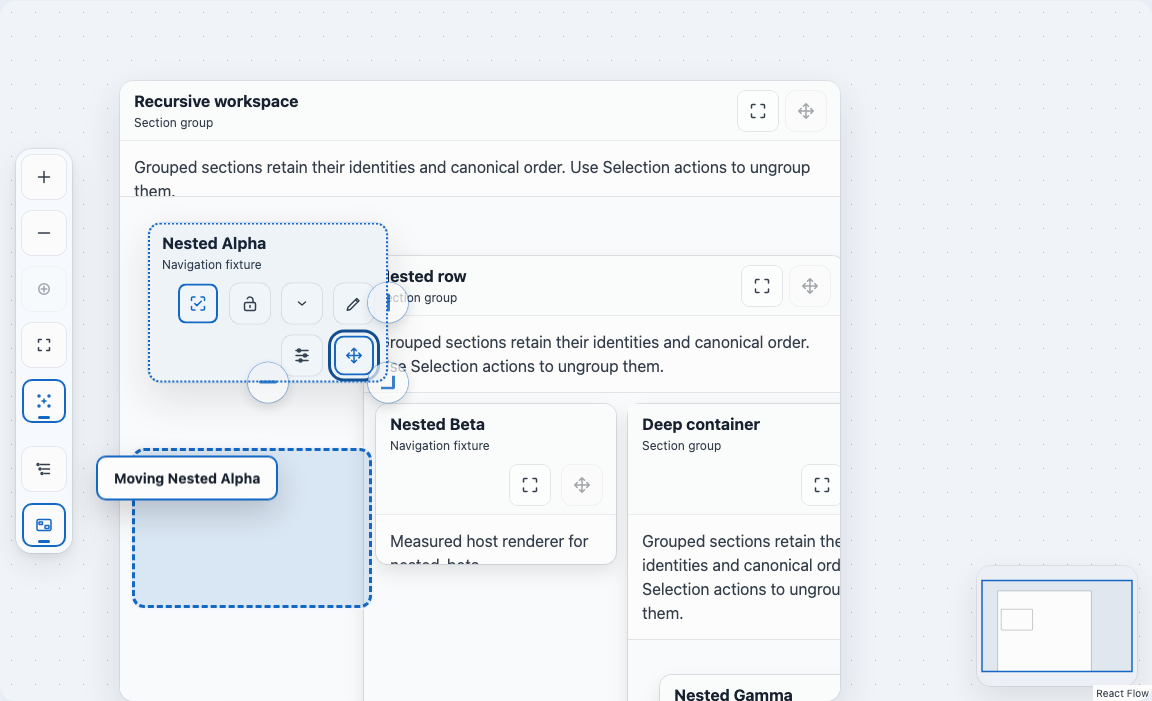 Recursive workspace
Section group
Grouped sections retain their identities and canonical order. Use Selection actions to ungroup
them.
Nested Alpha
Navigation fixture
ested row
ction group
rouped sections retain their identities and canonical order.
se Selection actions to ungroup them.
Moving Nested Alpha
Nested Beta
Navigation fixture
Measured host renderer for
nested-beta
Deep container
Section group
Grouped sections retain the
identities and canonical ord
Selection actions to ungrou
them.
Nested Gamma
React Flow